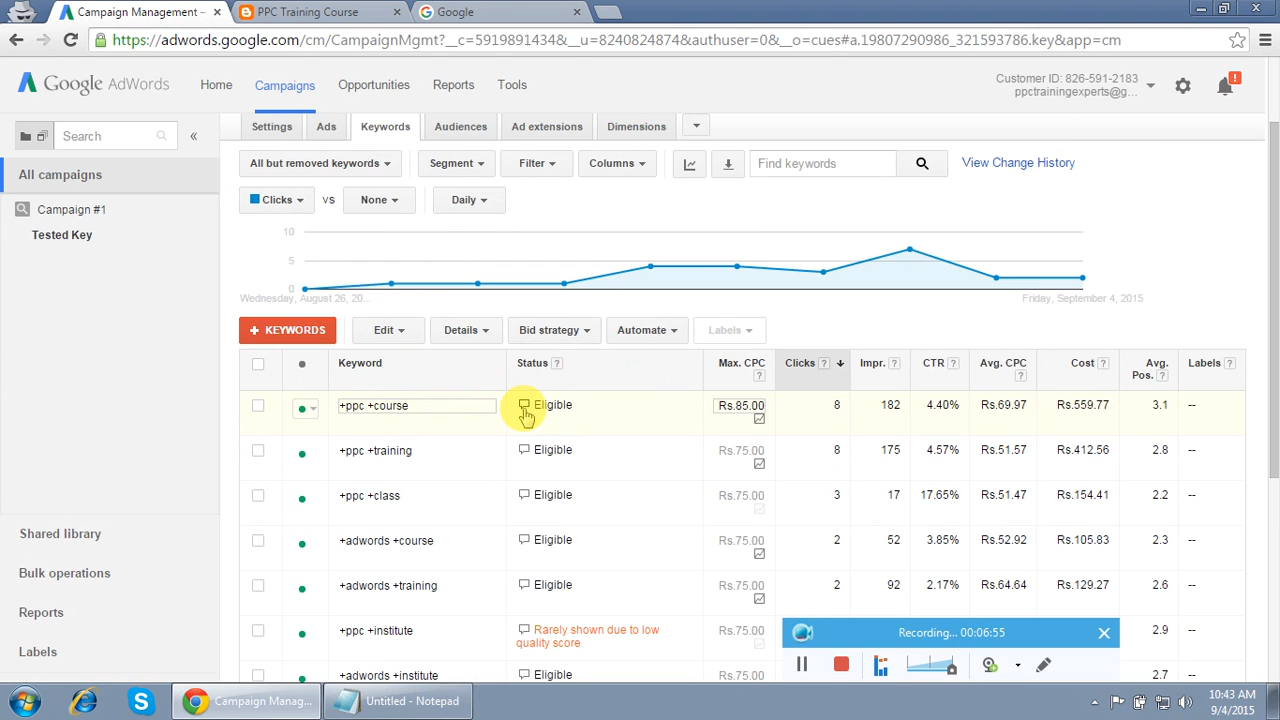 Campaign Management –
PPC Training Course
Google
https://adwords.google.com/cm/CampaignMgmt?__c=5919891434&__u=8240824874&authuser=0&__o=cues#a.19807290986_321593786.key&app=cm
Google AdWords
Home
Campaigns
Opportunities
Reports
Tools
Customer ID: 826-591-2183
ppctrainingexperts@g...
Search
«
All campaigns
Campaign #1
Tested Key
Shared library
Bulk operations
Reports
Labels
Settings
Ads
Keywords
Audiences
Ad extensions
Dimensions
All but removed keywords
Segment
Filter
Columns
Find keywords
View Change History
Clicks
VS
None
Daily
10
5
0
Wednesday, August 26, 20...
Friday, September 4, 2015
+ KEYWORDS
Edit
Details
Bid strategy
Automate
Labels
Keyword Status ? Max. CPC ? Clicks ? Impr. ? CTR ? Avg. CPC ? Cost ? Avg. Pos. ? Labels ?
+ppc +course Eligible Rs.85.00 8 182 4.40% Rs.69.97 Rs.559.77 3.1 --
+ppc +training Eligible Rs.75.00 8 175 4.57% Rs.51.57 Rs.412.56 2.8 --
+ppc +class Eligible Rs.75.00 3 17 17.65% Rs.51.47 Rs.154.41 2.2 --
+adwords +course Eligible Rs.75.00 2 52 3.85% Rs.52.92 Rs.105.83 2.3 --
+adwords +training Eligible Rs.75.00 2 92 2.17% Rs.64.64 Rs.129.27 2.6 --
+ppc +institute Rarely shown due to low Rs.75.00 2.9 --
quality score
+adwords +institute Eligible Rs.75.00 2.7 --
Recording... 00:06:55
Campaign Manag...
Untitled - Notepad
10:43 AM
9/4/2015